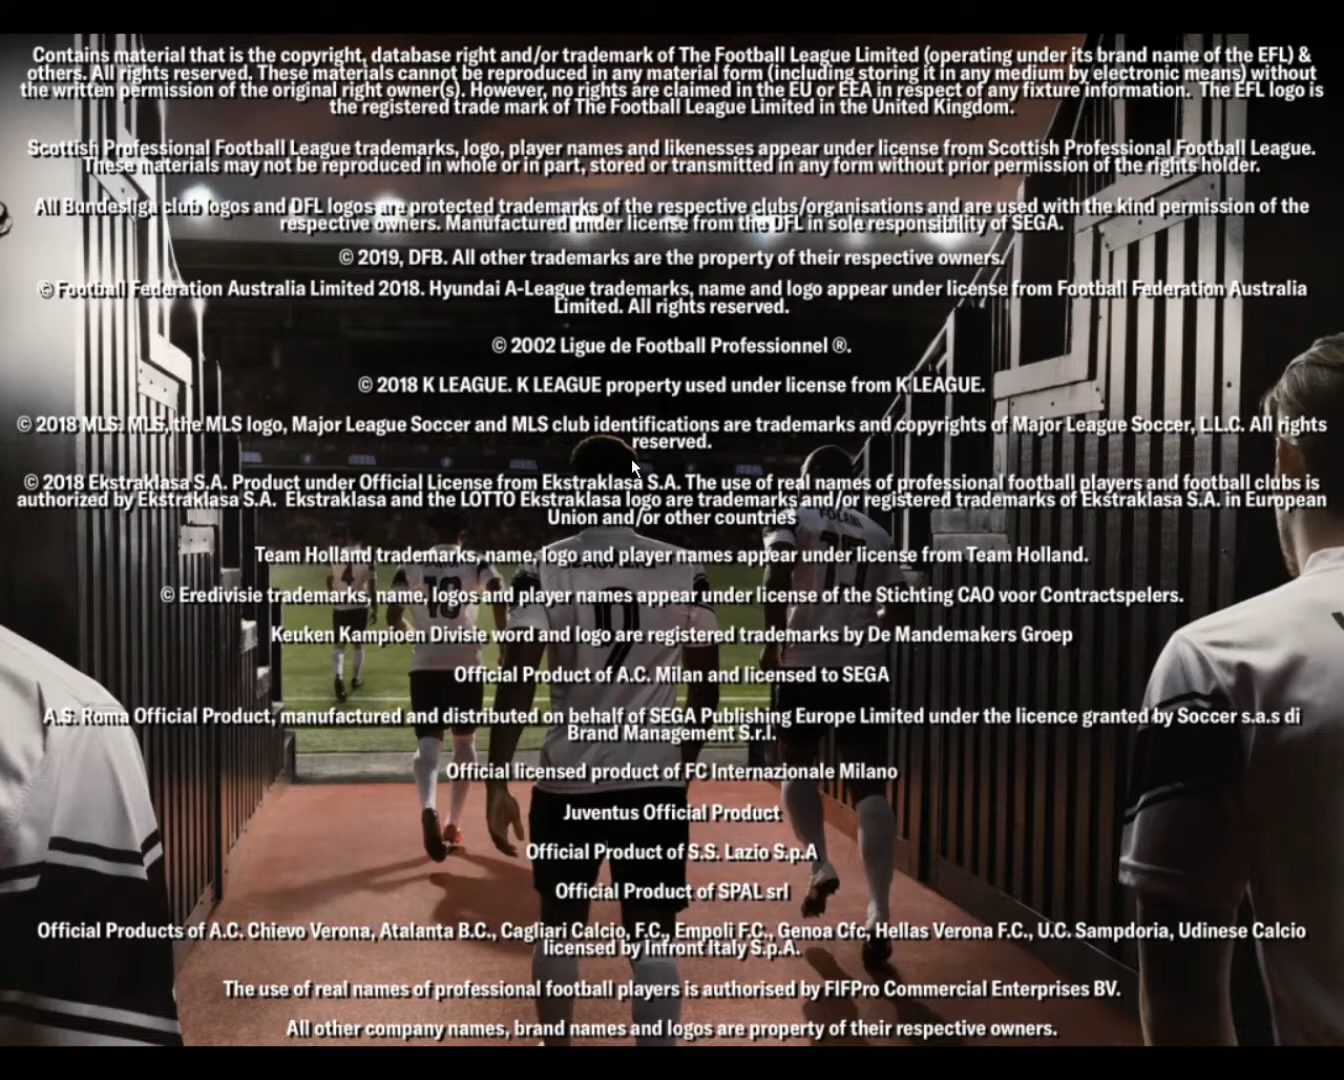 Contains material that is the copyright, database right and/or trademark of The Football League Limited (operating under its brand name of the EFL) &
others. All rights reserved. These materials cannot be reproduced in any material form (including storing it in any medium by electronic means) without
the written permission of the original right owner(s). However, no rights are claimed in the EU or EEA in respect of any fixture information.  The EFL logo is
the registered trade mark of The Football League Limited in the United Kingdom.
Scottish Professional Football League trademarks, logo, player names and likenesses appear under license from Scottish Professional Football League.
These materials may not be reproduced in whole or in part, stored or transmitted in any form without prior permission of the rights holder.
All Bundesliga club logos and DFL logos are protected trademarks of the respective clubs/organisations and are used with the kind permission of the
respective owners. Manufactured under license from the DFL in sole responsibility of SEGA.
© 2019, DFB. All other trademarks are the property of their respective owners.
© Football Federation Australia Limited 2018. Hyundai A-League trademarks, name and logo appear under license from Football Federation Australia
Limited. All rights reserved.
© 2002 Ligue de Football Professionnel ®.
© 2018 K LEAGUE. K LEAGUE property used under license from K LEAGUE.
© 2018 MLS. MLS, the MLS logo, Major League Soccer and MLS club identifications are trademarks and copyrights of Major League Soccer, L.L.C. All rights
reserved.
© 2018 Ekstraklasa S.A. Product under Official License from Ekstraklasa S.A. The use of real names of professional football players and football clubs is
authorized by Ekstraklasa S.A.  Ekstraklasa and the LOTTO Ekstraklasa logo are trademarks and/or registered trademarks of Ekstraklasa S.A. in European
Union and/or other countries
Team Holland trademarks, name, logo and player names appear under license from Team Holland.
© Eredivisie trademarks, name, logos and player names appear under license of the Stichting CAO voor Contractspelers.
Keuken Kampioen Divisie word and logo are registered trademarks by De Mandemakers Groep
Official Product of A.C. Milan and licensed to SEGA
A.S. Roma Official Product, manufactured and distributed on behalf of SEGA Publishing Europe Limited under the licence granted by Soccer s.a.s di
Brand Management S.r.l.
Official licensed product of FC Internazionale Milano
Juventus Official Product
Official Product of S.S. Lazio S.p.A
Official Product of SPAL srl
Official Products of A.C. Chievo Verona, Atalanta B.C., Cagliari Calcio, F.C., Empoli F.C., Genoa Cfc, Hellas Verona F.C., U.C. Sampdoria, Udinese Calcio
licensed by Infront Italy S.p.A.
The use of real names of professional football players is authorised by FIFPro Commercial Enterprises BV.
All other company names, brand names and logos are property of their respective owners.